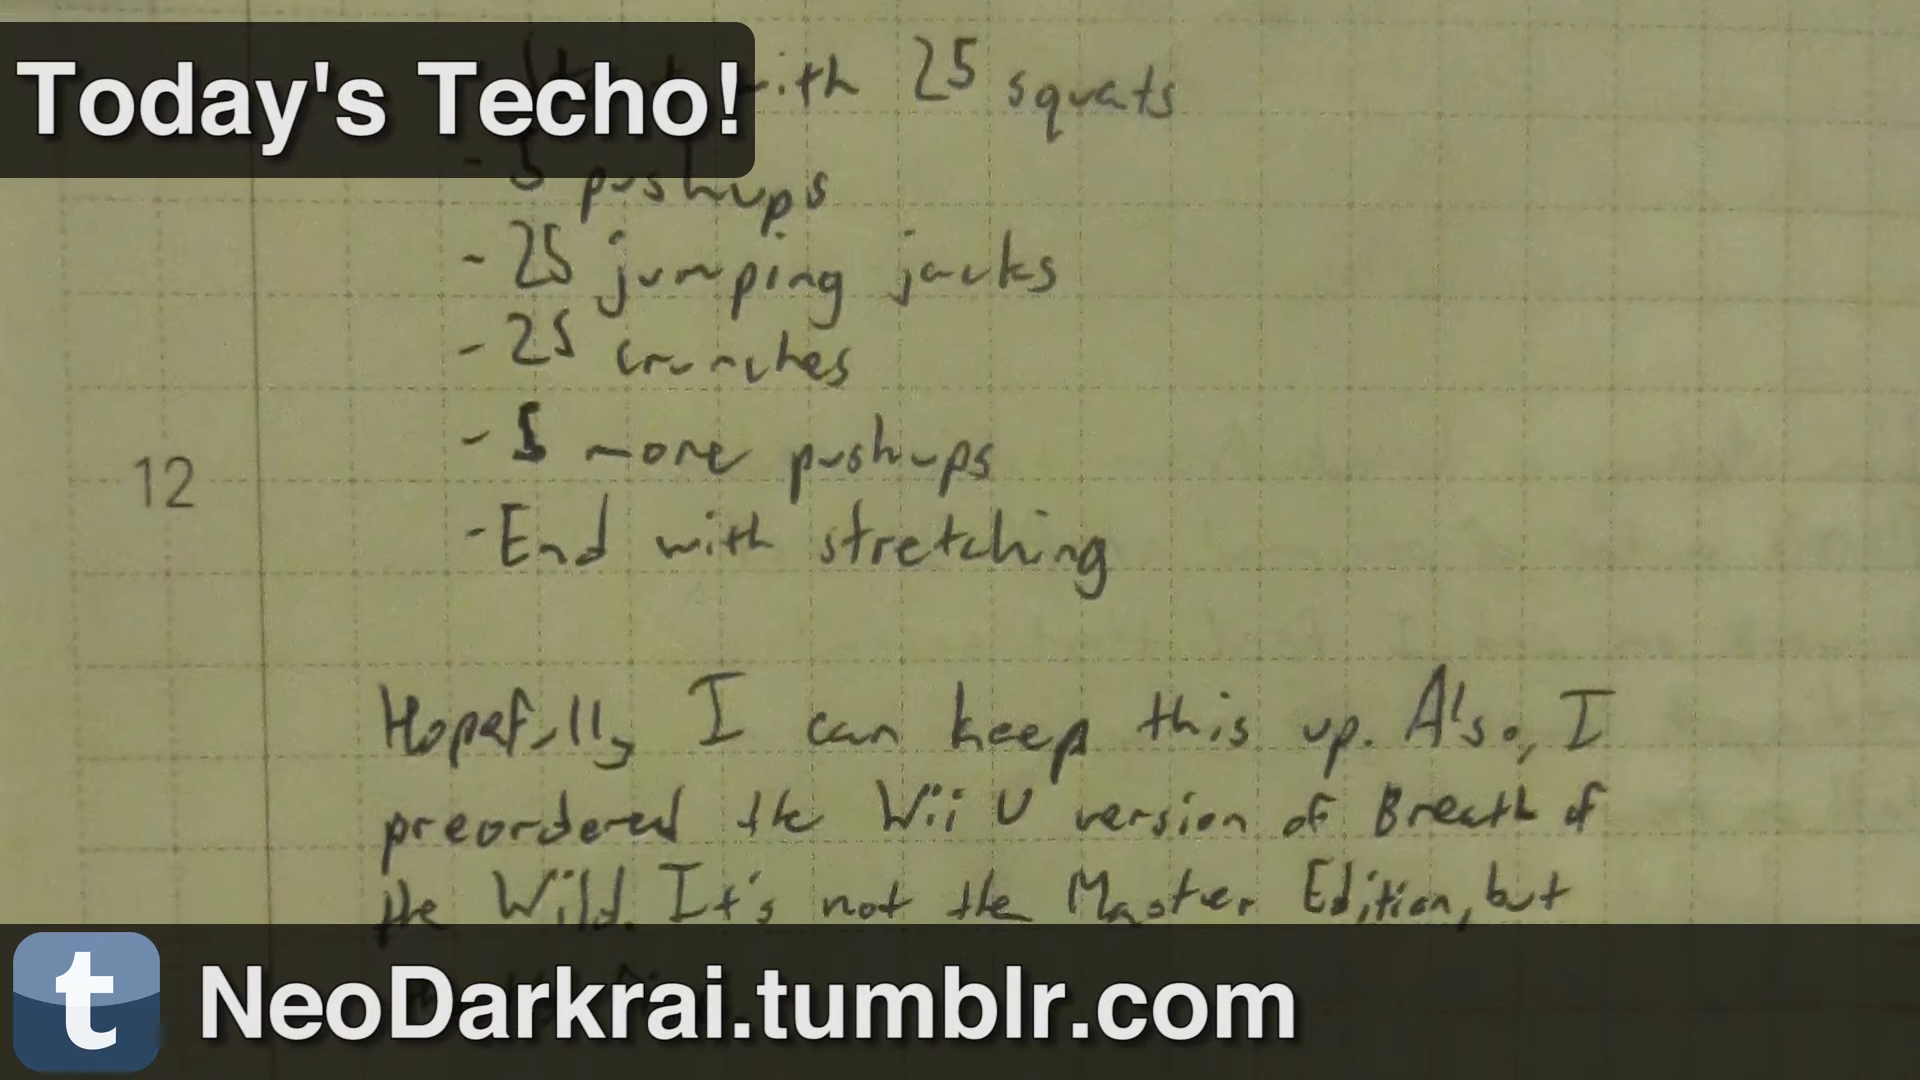 Today's Techo!
with 25 squats
- 5 pushups
- 25 jumping jacks
- 25 crunches
- 5 more pushups
12
- End with stretching
Hopefully I can keep this up. Also, I
preordered the Wii U version of Breath of
the Wild. It's not the Master Edition, but
t NeoDarkrai.tumblr.com